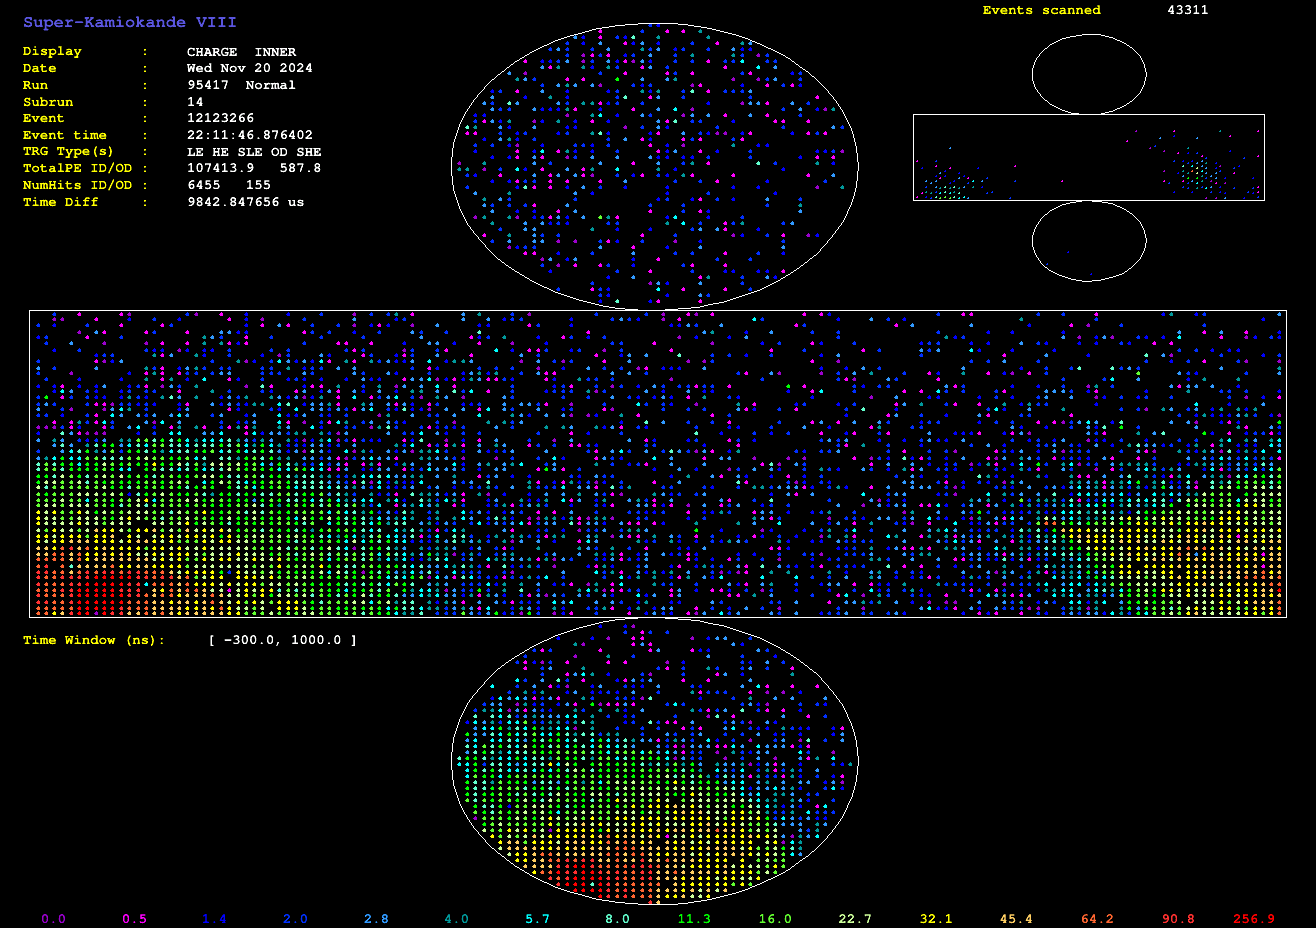 Super-Kamiokande VIII
Events scanned 43311
Display : CHARGE INNER
Date : Wed Nov 20 2024
Run : 95417 Normal
Subrun : 14
Event : 12123266
Event time : 22:11:46.876402
TRG Type(s) : LE HE SLE OD SHE
TotalPE ID/OD : 107413.9 587.8
NumHits ID/OD : 6455 155
Time Diff : 9842.847656 us
Time Window (ns): [ -300.0, 1000.0 ]
0.0 0.5 1.4 2.0 2.8 4.0 5.7 8.0 11.3 16.0 22.7 32.1 45.4 64.2 90.8 256.9